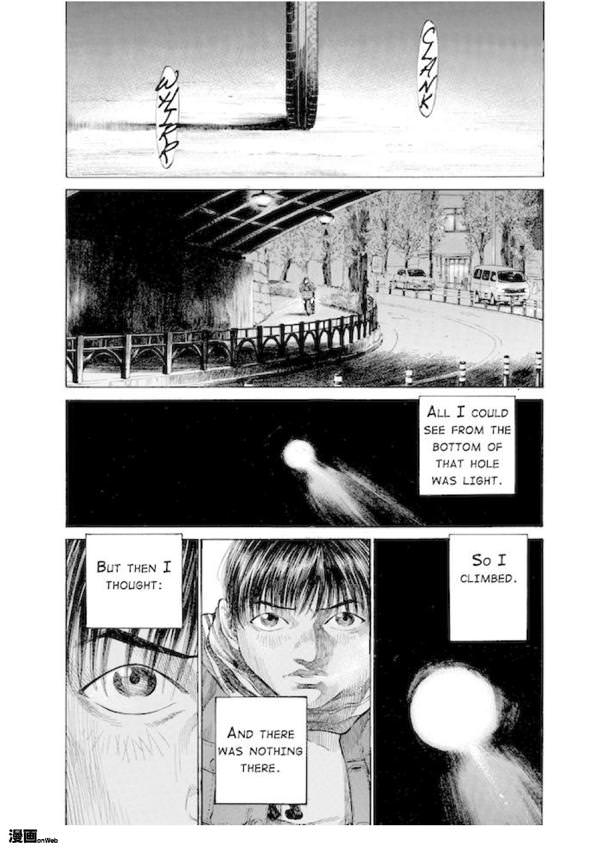 CLANK
WHIRR
ALL I COULD
SEE FROM THE
BOTTOM OF
THAT HOLE
WAS LIGHT.
SO I
CLIMBED.
AND THERE
WAS NOTHING
THERE.
BUT THEN I
THOUGHT:
漫画onWeb